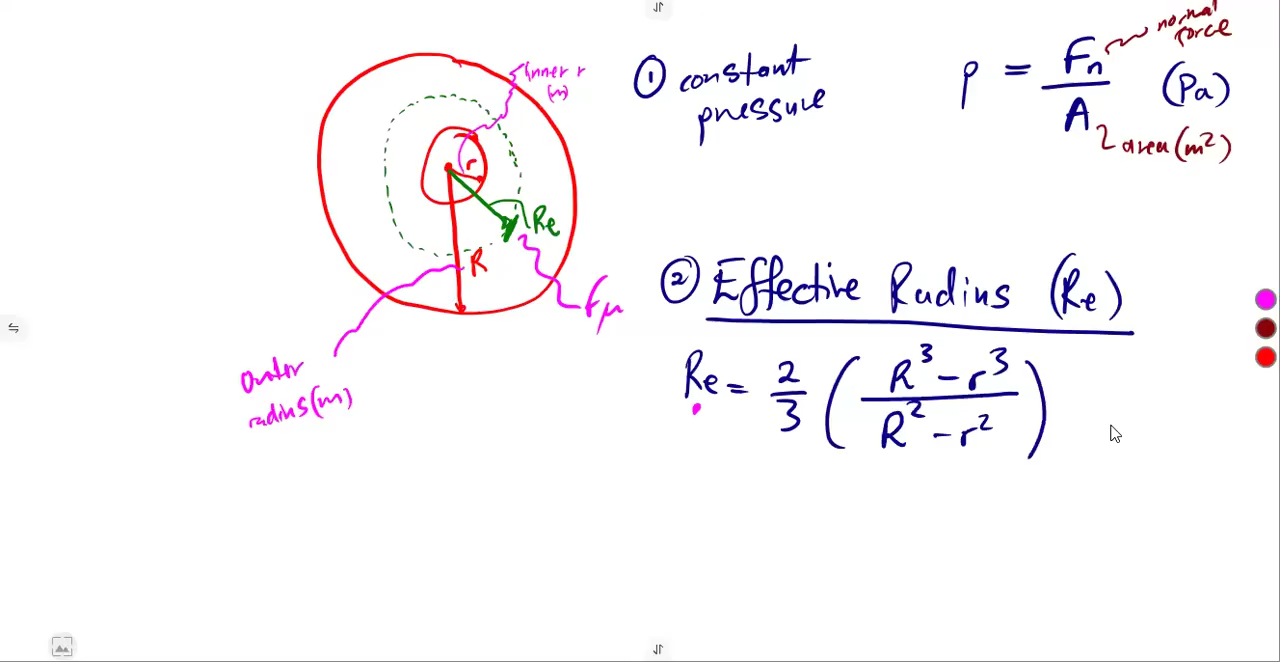 ① constant
pressure
p = Fn / A (Pa)
normal
force
area (m²)
inner r
(m)
r
Re
R
Fμ
Outer
radius (m)
② Effective Radius (Re)
Re = 2/3 ( R³ - r³ / R² - r² )